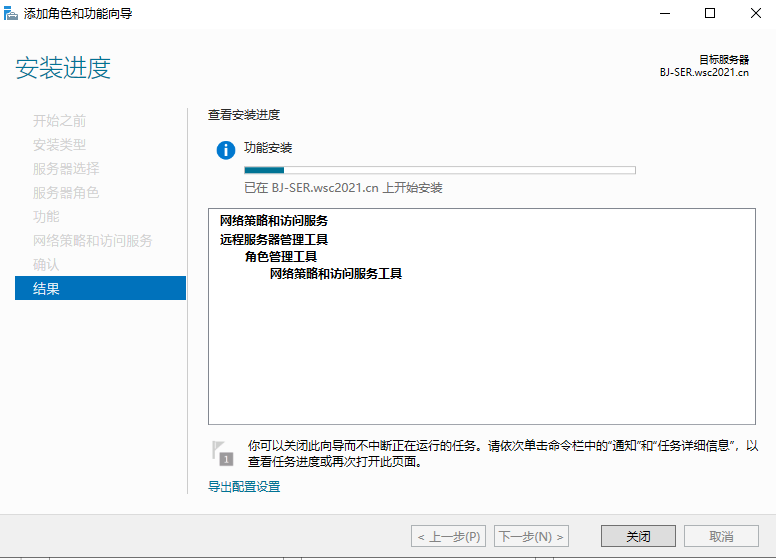 添加角色和功能向导
安装进度
目标服务器
BJ-SER.wsc2021.cn
开始之前
安装类型
服务器选择
服务器角色
功能
网络策略和访问服务
确认
结果
查看安装进度
功能安装
已在 BJ-SER.wsc2021.cn 上开始安装
网络策略和访问服务
远程服务器管理工具
角色管理工具
网络策略和访问服务工具
1
你可以关闭此向导而不中断正在运行的任务。请依次单击命令栏中的"通知"和"任务详细信息"，以
查看任务进度或再次打开此页面。
导出配置设置
< 上一步(P)
下一步(N) >
关闭
取消